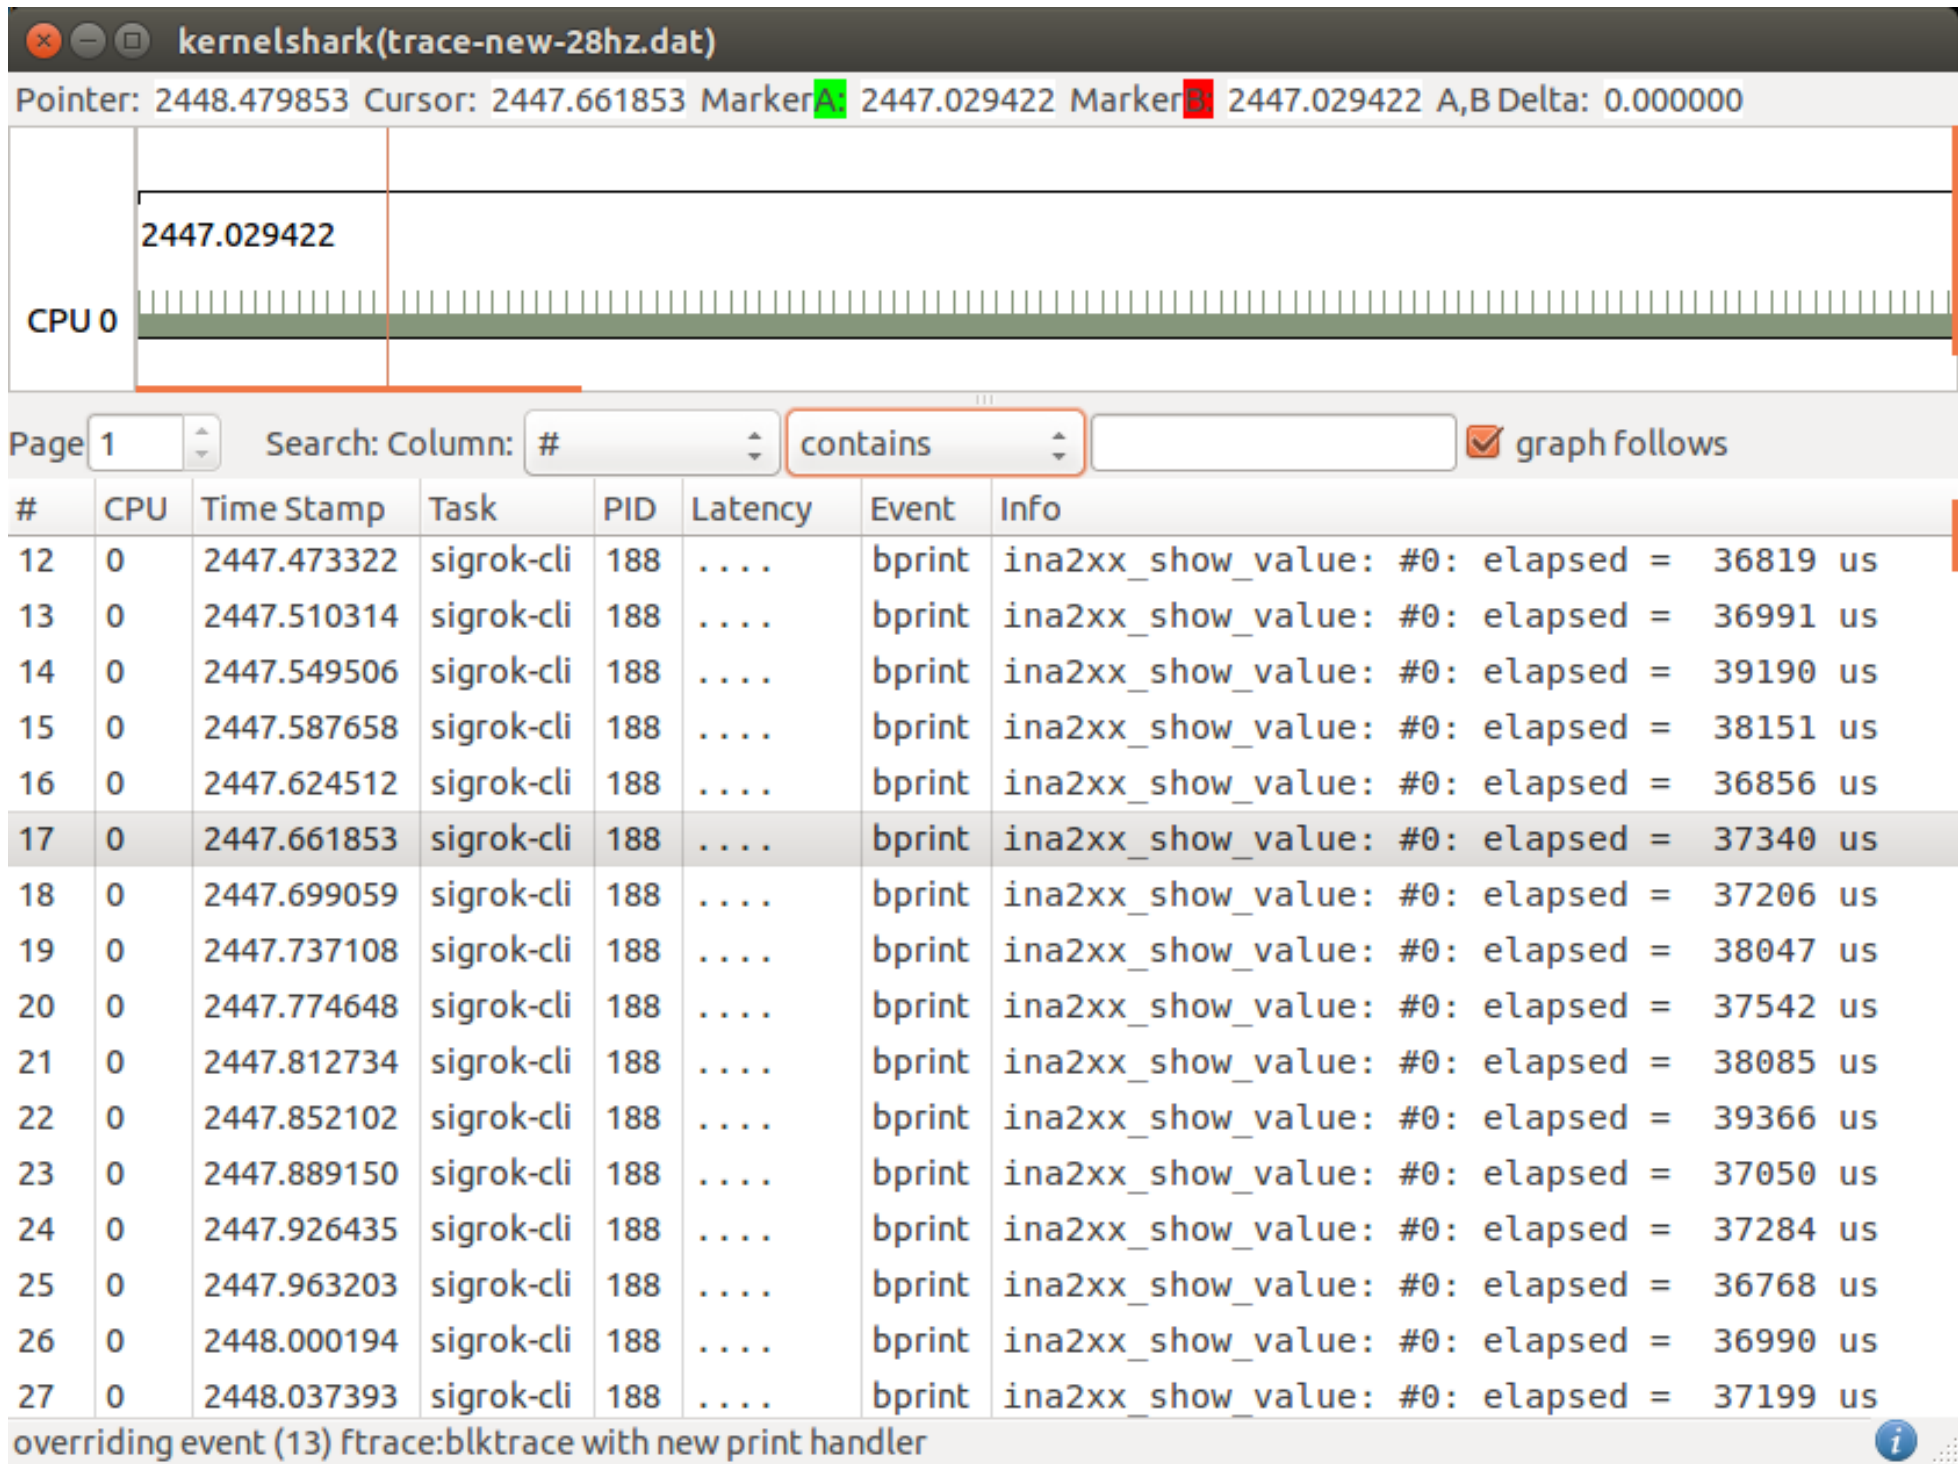 kernelshark(trace-new-28hz.dat)
Pointer: 2448.479853 Cursor: 2447.661853 Marker A: 2447.029422 Marker B: 2447.029422 A,B Delta: 0.000000
2447.029422
CPU 0
Page 1 Search: Column: # contains graph follows
# CPU Time Stamp Task PID Latency Event Info
12 0 2447.473322 sigrok-cli 188 .... bprint ina2xx_show_value: #0: elapsed = 36819 us
13 0 2447.510314 sigrok-cli 188 .... bprint ina2xx_show_value: #0: elapsed = 36991 us
14 0 2447.549506 sigrok-cli 188 .... bprint ina2xx_show_value: #0: elapsed = 39190 us
15 0 2447.587658 sigrok-cli 188 .... bprint ina2xx_show_value: #0: elapsed = 38151 us
16 0 2447.624512 sigrok-cli 188 .... bprint ina2xx_show_value: #0: elapsed = 36856 us
17 0 2447.661853 sigrok-cli 188 .... bprint ina2xx_show_value: #0: elapsed = 37340 us
18 0 2447.699059 sigrok-cli 188 .... bprint ina2xx_show_value: #0: elapsed = 37206 us
19 0 2447.737108 sigrok-cli 188 .... bprint ina2xx_show_value: #0: elapsed = 38047 us
20 0 2447.774648 sigrok-cli 188 .... bprint ina2xx_show_value: #0: elapsed = 37542 us
21 0 2447.812734 sigrok-cli 188 .... bprint ina2xx_show_value: #0: elapsed = 38085 us
22 0 2447.852102 sigrok-cli 188 .... bprint ina2xx_show_value: #0: elapsed = 39366 us
23 0 2447.889150 sigrok-cli 188 .... bprint ina2xx_show_value: #0: elapsed = 37050 us
24 0 2447.926435 sigrok-cli 188 .... bprint ina2xx_show_value: #0: elapsed = 37284 us
25 0 2447.963203 sigrok-cli 188 .... bprint ina2xx_show_value: #0: elapsed = 36768 us
26 0 2448.000194 sigrok-cli 188 .... bprint ina2xx_show_value: #0: elapsed = 36990 us
27 0 2448.037393 sigrok-cli 188 .... bprint ina2xx_show_value: #0: elapsed = 37199 us
overriding event (13) ftrace:blktrace with new print handler